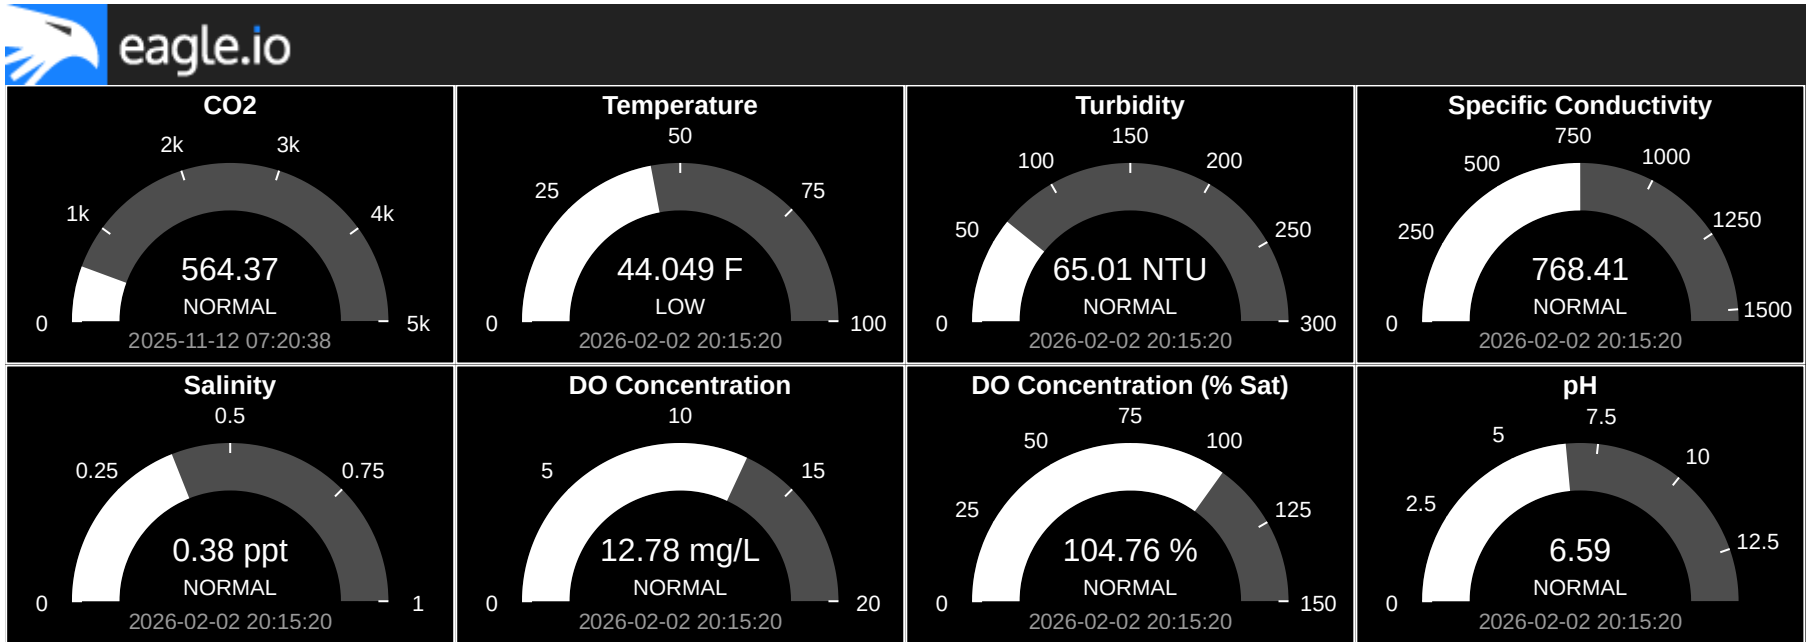 eagle.io
CO2
0
1k
2k
3k
4k
5k
564.37
NORMAL
2025-11-12 07:20:38
Temperature
0
25
50
75
100
44.049 F
LOW
2026-02-02 20:15:20
Turbidity
0
50
100
150
200
250
300
65.01 NTU
NORMAL
2026-02-02 20:15:20
Specific Conductivity
0
250
500
750
1000
1250
1500
768.41
NORMAL
2026-02-02 20:15:20
Salinity
0
0.25
0.5
0.75
1
0.38 ppt
NORMAL
2026-02-02 20:15:20
DO Concentration
0
5
10
15
20
12.78 mg/L
NORMAL
2026-02-02 20:15:20
DO Concentration (% Sat)
0
25
50
75
100
125
150
104.76 %
NORMAL
2026-02-02 20:15:20
pH
0
2.5
5
7.5
10
12.5
6.59
NORMAL
2026-02-02 20:15:20